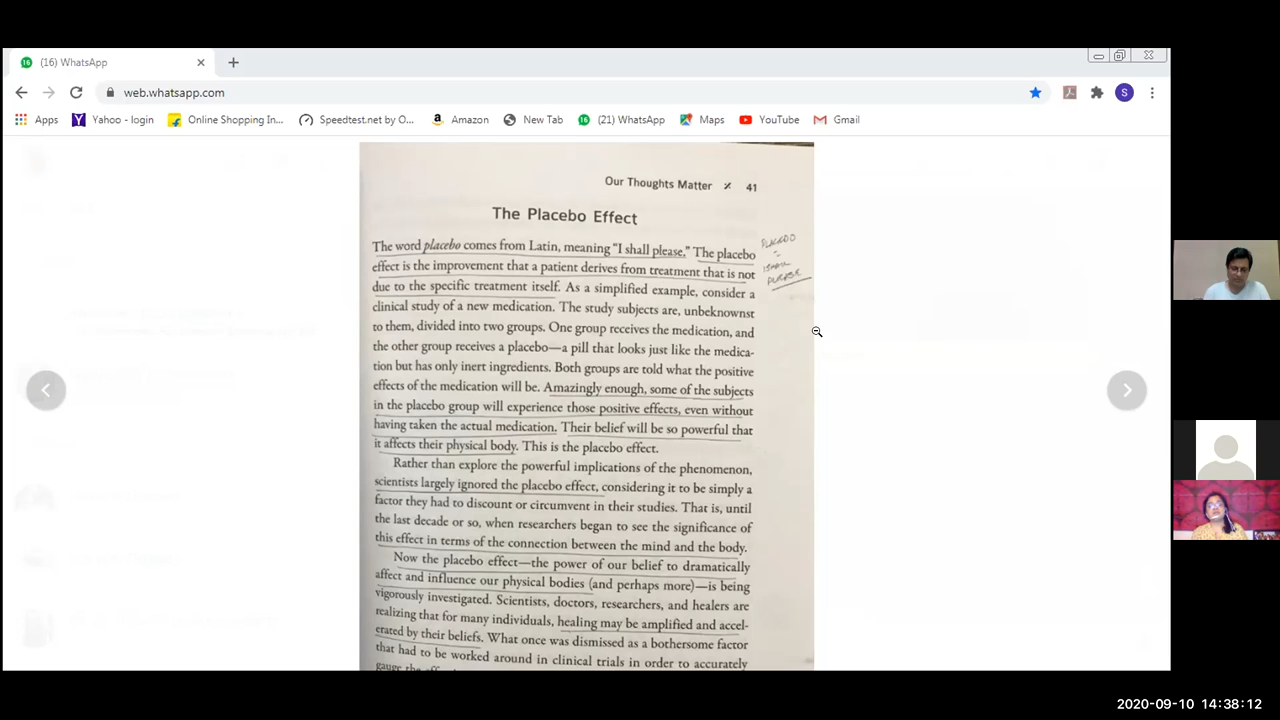 (16) WhatsApp
web.whatsapp.com
S
Apps
Yahoo - login
Online Shopping In...
Speedtest.net by O...
Amazon
New Tab
(21) WhatsApp
Maps
YouTube
Gmail
Our Thoughts Matter 41
The Placebo Effect
The word placebo comes from Latin, meaning "I shall please." The placebo
effect is the improvement that a patient derives from treatment that is not
due to the specific treatment itself. As a simplified example, consider a
clinical study of a new medication. The study subjects are, unbeknownst
to them, divided into two groups. One group receives the medication, and
the other group receives a placebo—a pill that looks just like the medica-
tion but has only inert ingredients. Both groups are told what the positive
effects of the medication will be. Amazingly enough, some of the subjects
in the placebo group will experience those positive effects, even without
having taken the actual medication. Their belief will be so powerful that
it affects their physical body. This is the placebo effect.
Rather than explore the powerful implications of the phenomenon,
scientists largely ignored the placebo effect, considering it to be simply a
factor they had to discount or circumvent in their studies. That is, until
the last decade or so, when researchers began to see the significance of
this effect in terms of the connection between the mind and the body.
Now the placebo effect—the power of our belief to dramatically
affect and influence our physical bodies (and perhaps more)—is being
vigorously investigated. Scientists, doctors, researchers, and healers are
realizing that for many individuals, healing may be amplified and accel-
erated by their beliefs. What once was dismissed as a bothersome factor
that had to be worked around in clinical trials in order to accurately
gauge the
PLACEBO
=
I SHALL
PLEASE
2020-09-10 14:38:12